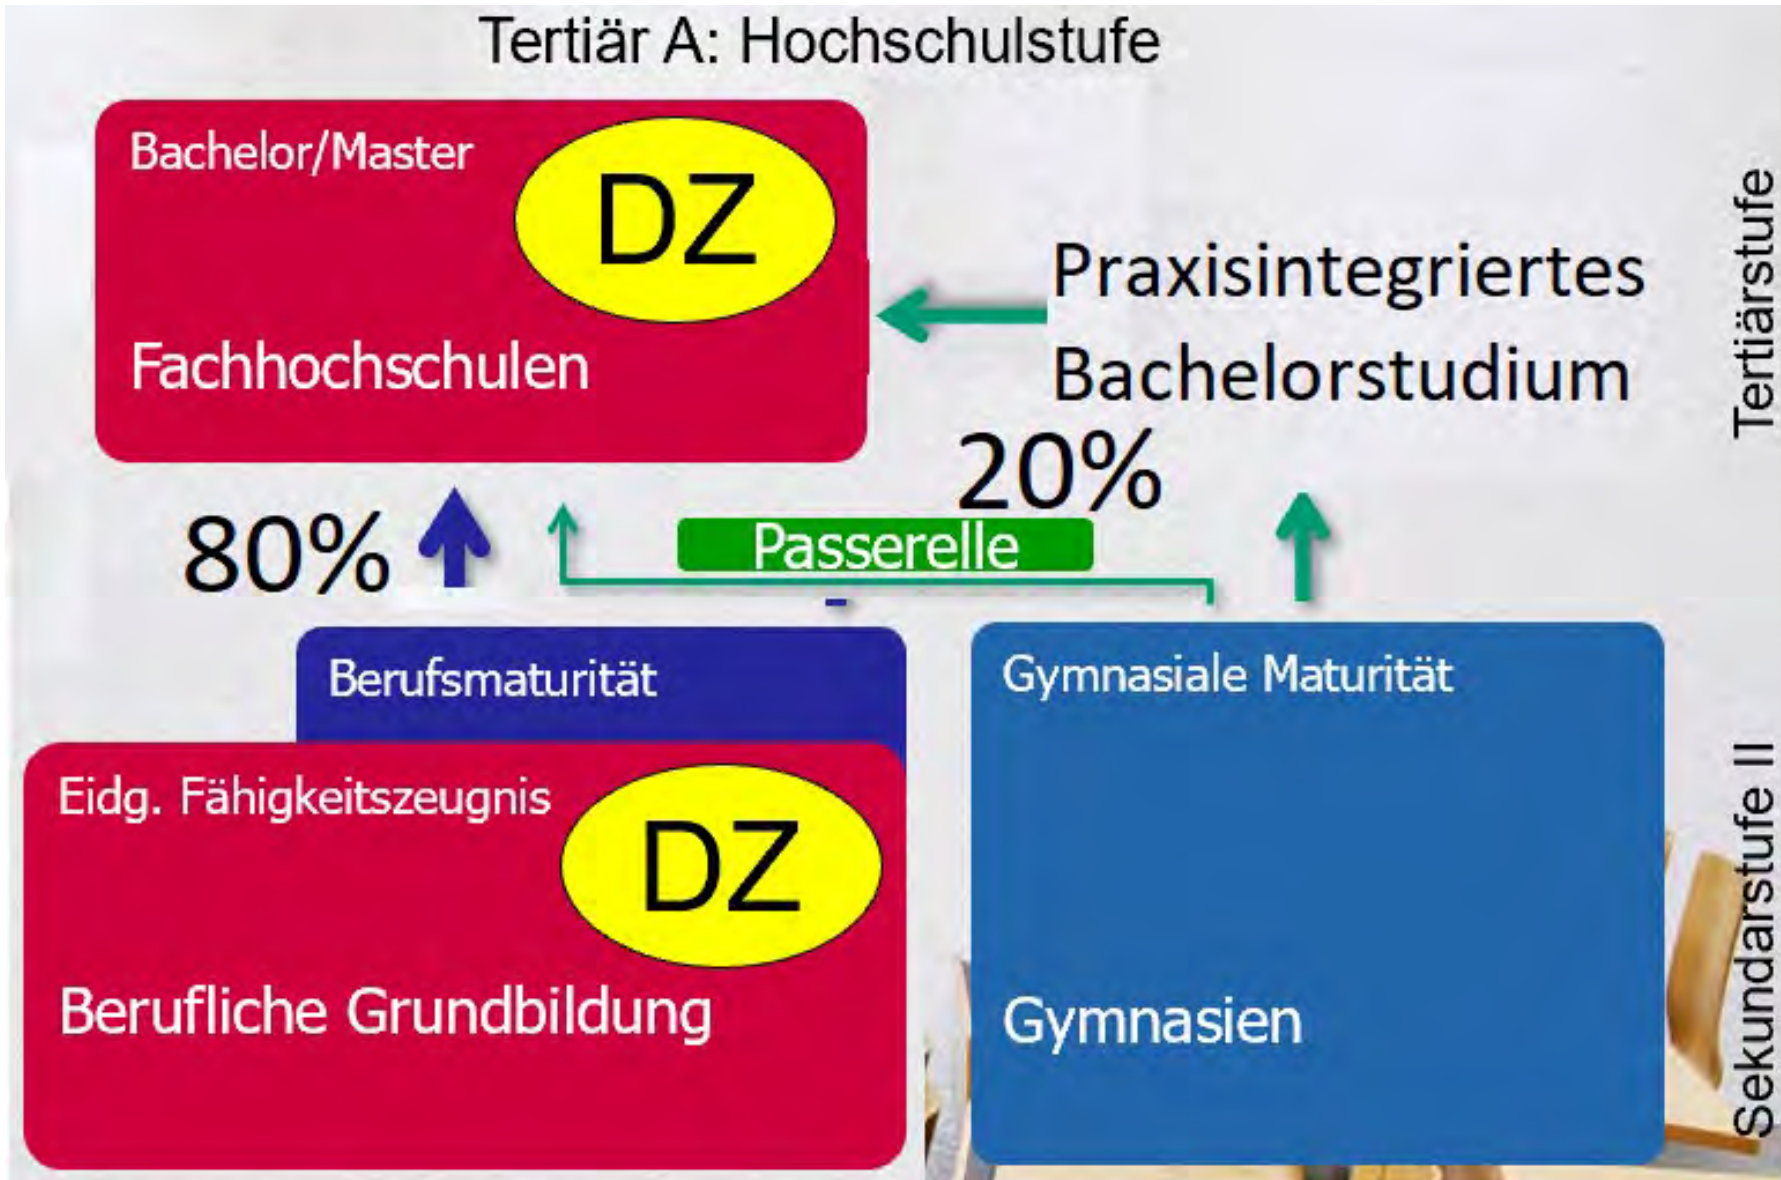 Tertiär A: Hochschulstufe
Bachelor/Master
DZ
Fachhochschulen
Praxisintegriertes
Bachelorstudium
Tertiärstufe
80%
20%
Passerelle
Berufsmaturität
Eidg. Fähigkeitszeugnis
DZ
Berufliche Grundbildung
Gymnasiale Maturität
Gymnasien
Sekundarstufe II